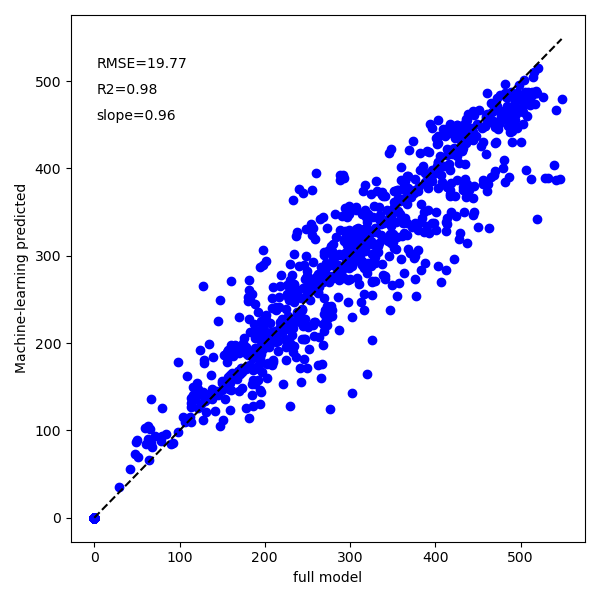 RMSE=19.77
R2=0.98
slope=0.96
500
400
300
200
100
0
Machine-learning predicted
0 100 200 300 400 500
full model